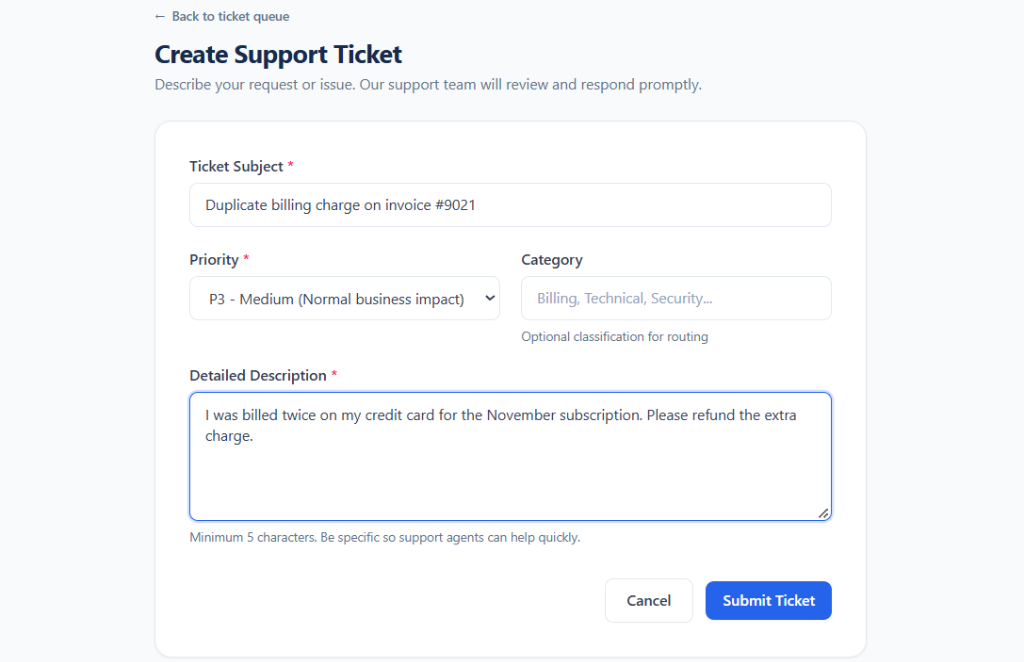 ← Back to ticket queue
Create Support Ticket
Describe your request or issue. Our support team will review and respond promptly.
Ticket Subject *
Duplicate billing charge on invoice #9021
Priority *
P3 - Medium (Normal business impact)
Category
Billing, Technical, Security...
Optional classification for routing
Detailed Description *
I was billed twice on my credit card for the November subscription. Please refund the extra
charge.
Minimum 5 characters. Be specific so support agents can help quickly.
Cancel
Submit Ticket